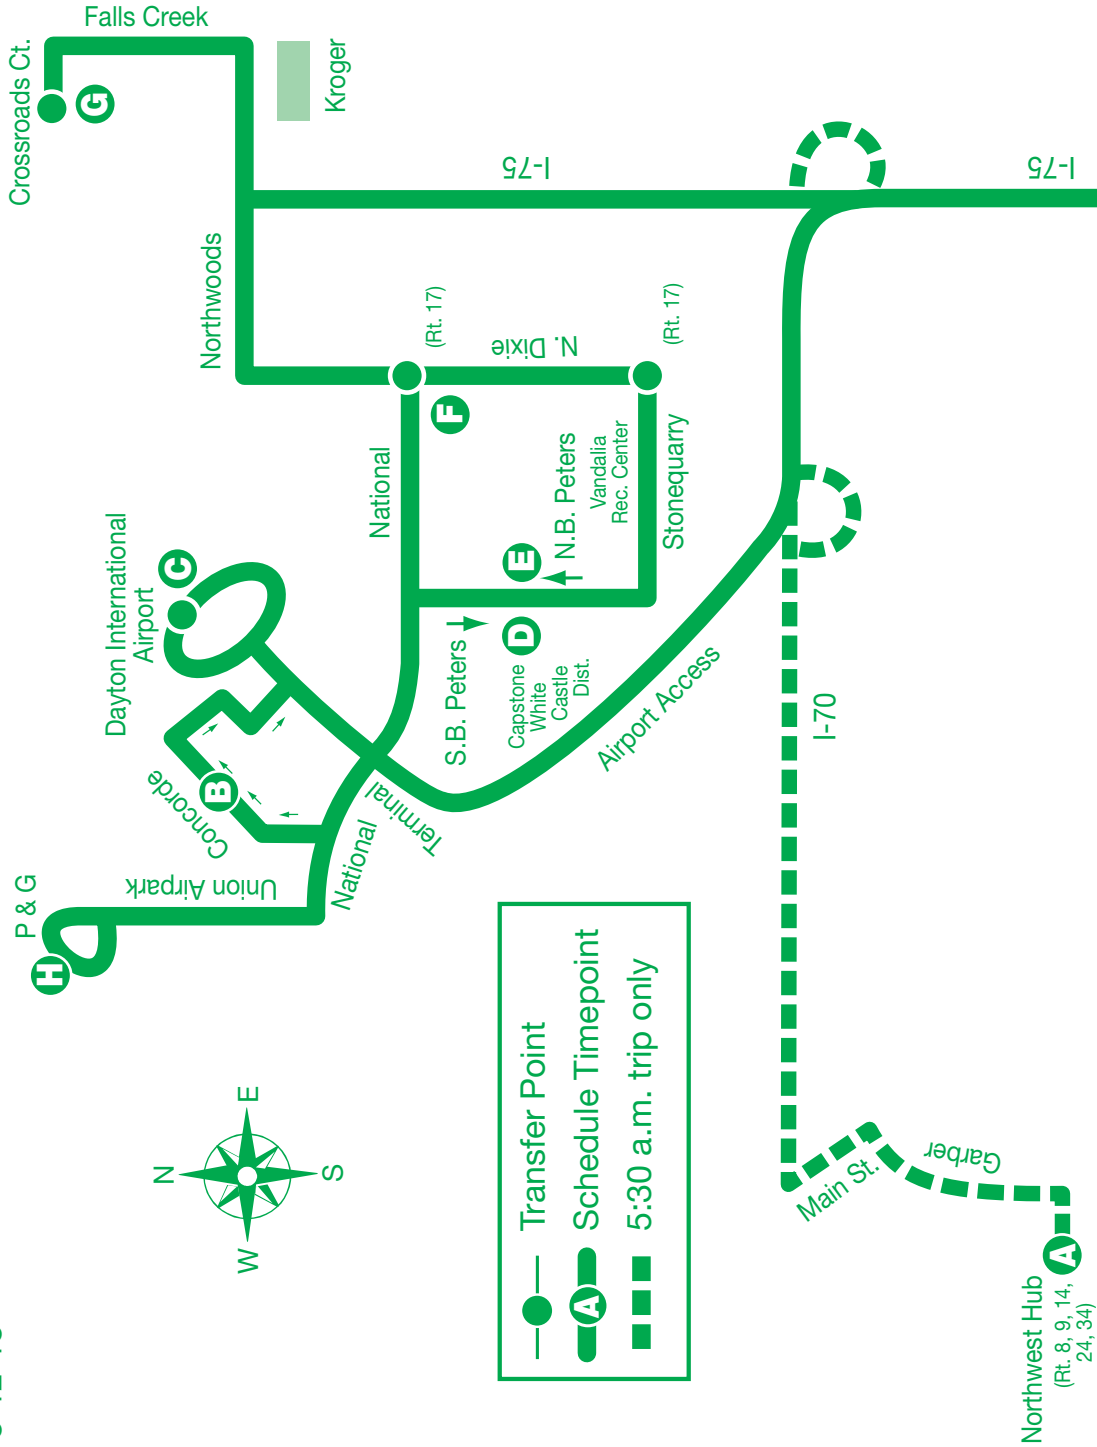 Crossroads Ct.
Falls Creek
G
Kroger
Northwoods
I-75
I-75
(Rt. 17)
(Rt. 17)
N. Dixie
F
National
N.B. Peters
Vandalia
Rec. Center
Stonequarry
E
D
S.B. Peters
Capstone
White
Castle
Dist.
Dayton International
Airport
C
Concorde
B
Terminal
Airport Access
National
Union Airpark
P & G
H
I-70
N
E
S
W
Transfer Point
A
Schedule Timepoint
5:30 a.m. trip only
Main St.
Garber
A
Northwest Hub
(Rt. 8, 9, 14,
24, 34)